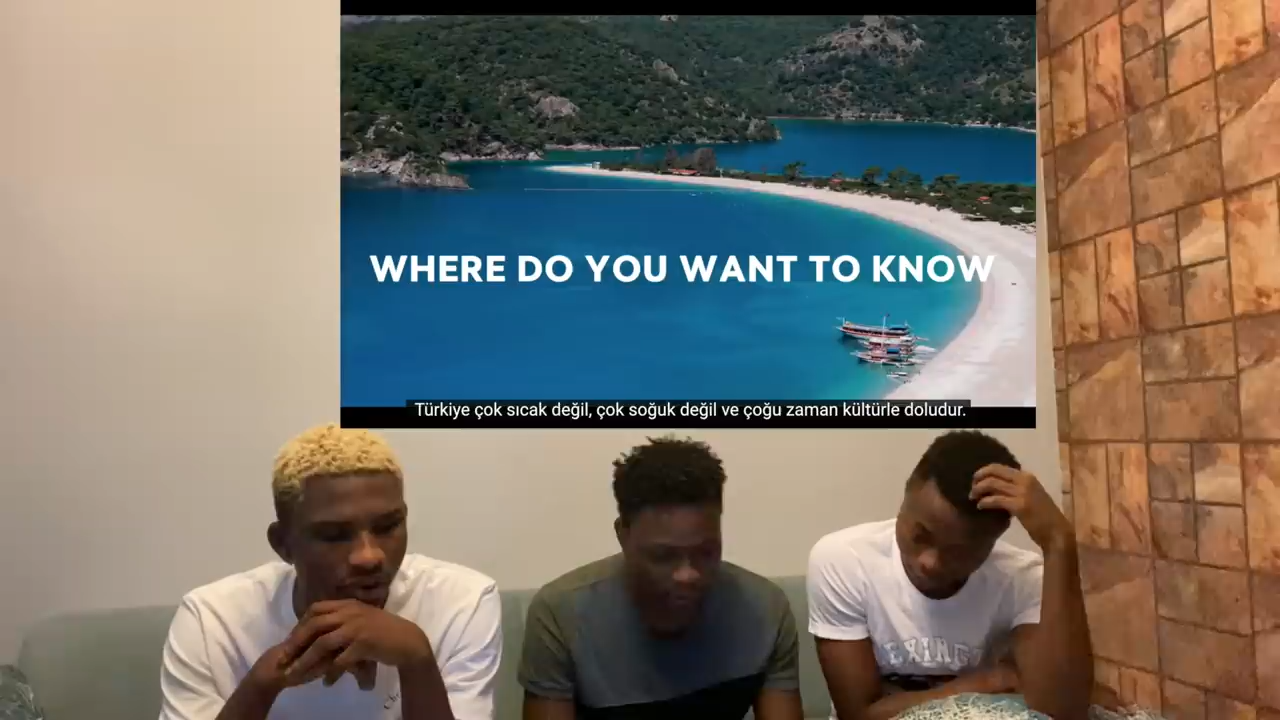 WHERE DO YOU WANT TO KNOW
Türkiye çok sıcak değil, çok soğuk değil ve çoğu zaman kültürle doludur.